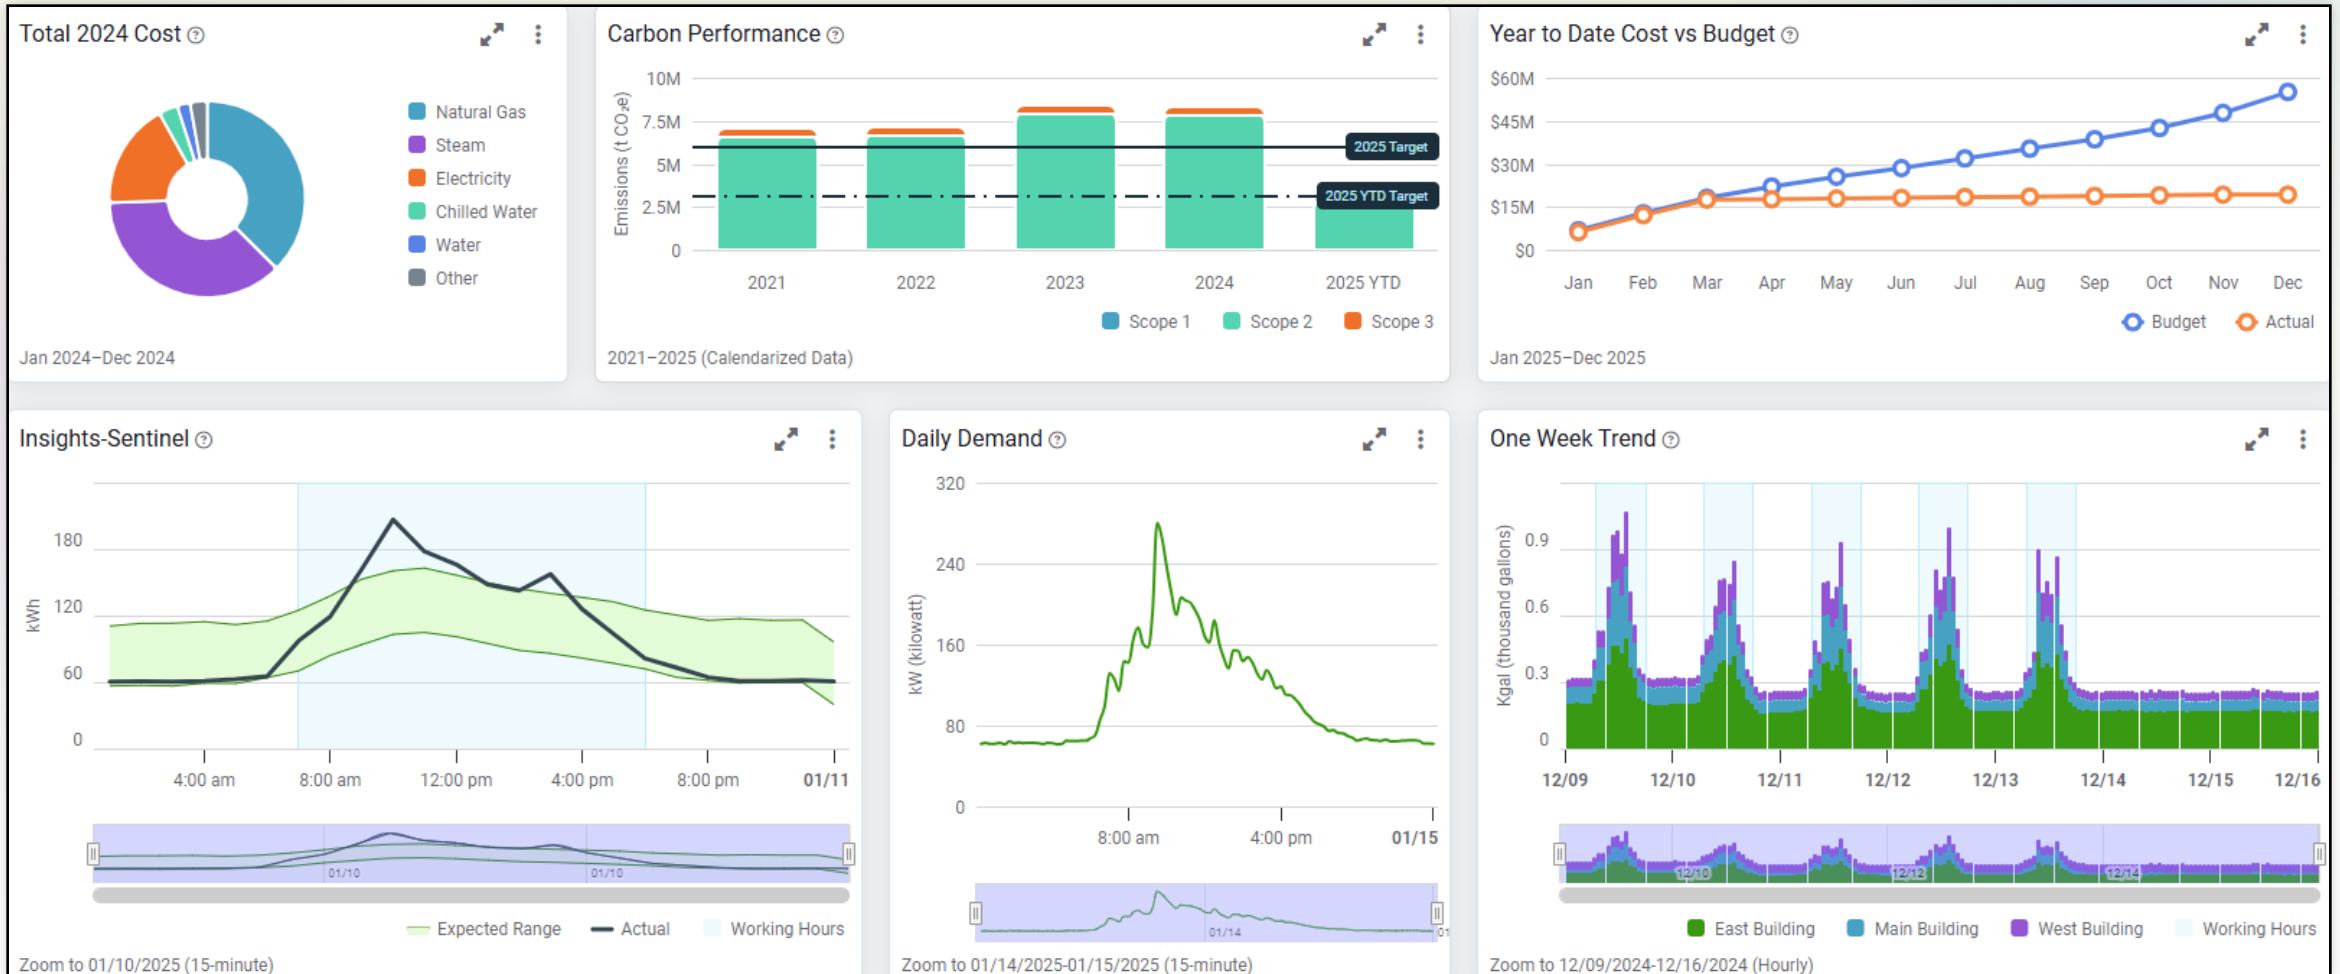 Total 2024 Cost
Natural Gas
Steam
Electricity
Chilled Water
Water
Other
Jan 2024–Dec 2024
Carbon Performance
Emissions (t CO₂e)
10M
7.5M
5M
2.5M
0
2025 Target
2025 YTD Target
2021 2022 2023 2024 2025 YTD
Scope 1 Scope 2 Scope 3
2021–2025 (Calendarized Data)
Year to Date Cost vs Budget
$60M
$45M
$30M
$15M
$0
Jan Feb Mar Apr May Jun Jul Aug Sep Oct Nov Dec
Budget Actual
Jan 2025–Dec 2025
Insights-Sentinel
kWh
180
120
60
0
4:00 am 8:00 am 12:00 pm 4:00 pm 8:00 pm 01/11
01/10 01/10
Expected Range Actual Working Hours
Zoom to 01/10/2025 (15-minute)
Daily Demand
kW (kilowatt)
320
240
160
80
0
8:00 am 4:00 pm 01/15
01/14 01
Zoom to 01/14/2025-01/15/2025 (15-minute)
One Week Trend
Kgal (thousand gallons)
0.9
0.6
0.3
0
12/09 12/10 12/11 12/12 12/13 12/14 12/15 12/16
12/10 12/12 12/14
East Building Main Building West Building Working Hours
Zoom to 12/09/2024-12/16/2024 (Hourly)